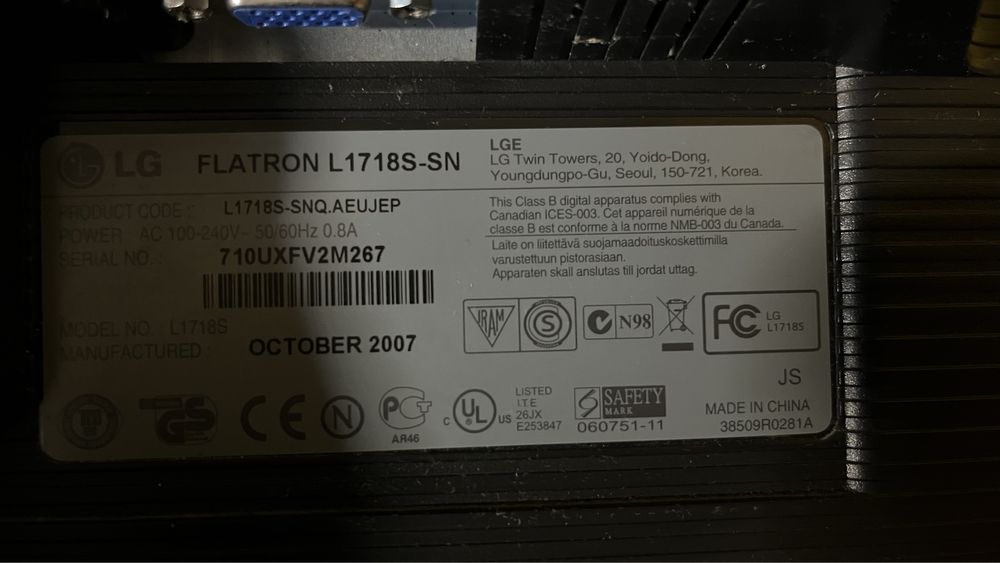 LG FLATRON L1718S-SN
LGE
LG Twin Towers, 20, Yoido-Dong,
Youngdungpo-Gu, Seoul, 150-721, Korea.
PRODUCT CODE : L1718S-SNQ.AEUJEP
POWER : AC 100-240V~ 50/60Hz 0.8A
SERIAL NO. : 710UXFV2M267
MODEL NO. : L1718S
MANUFACTURED : OCTOBER 2007
This Class B digital apparatus complies with
Canadian ICES-003. Cet appareil numérique de la
classe B est conforme à la norme NMB-003 du Canada.
Laite on liitettävä suojamaadoituskoskettimilla
varustettuun pistorasiaan.
Apparaten skall anslutas till jordat uttag.
S
N98
FC LG
L1718S
JS
CE
N
PCT
AR46
c UL US
LISTED
I.T.E
26JX
E253847
SAFETY
MARK
060751-11
MADE IN CHINA
38509R0281A